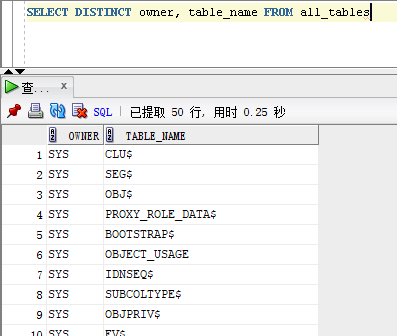 SELECT DISTINCT owner, table_name FROM all_tables
查... x
SQL | 已提取 50 行, 用时 0.25 秒
OWNER TABLE_NAME
1 SYS CLU$
2 SYS SEG$
3 SYS OBJ$
4 SYS PROXY_ROLE_DATA$
5 SYS BOOTSTRAP$
6 SYS OBJECT_USAGE
7 SYS IDNSEQ$
8 SYS SUBCOLTYPE$
9 SYS OBJPRIV$
10 SYS EV$